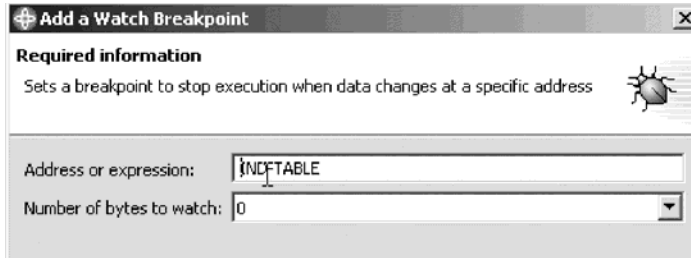 Add a Watch Breakpoint
Required information
Sets a breakpoint to stop execution when data changes at a specific address
Address or expression:
Number of bytes to watch: 0